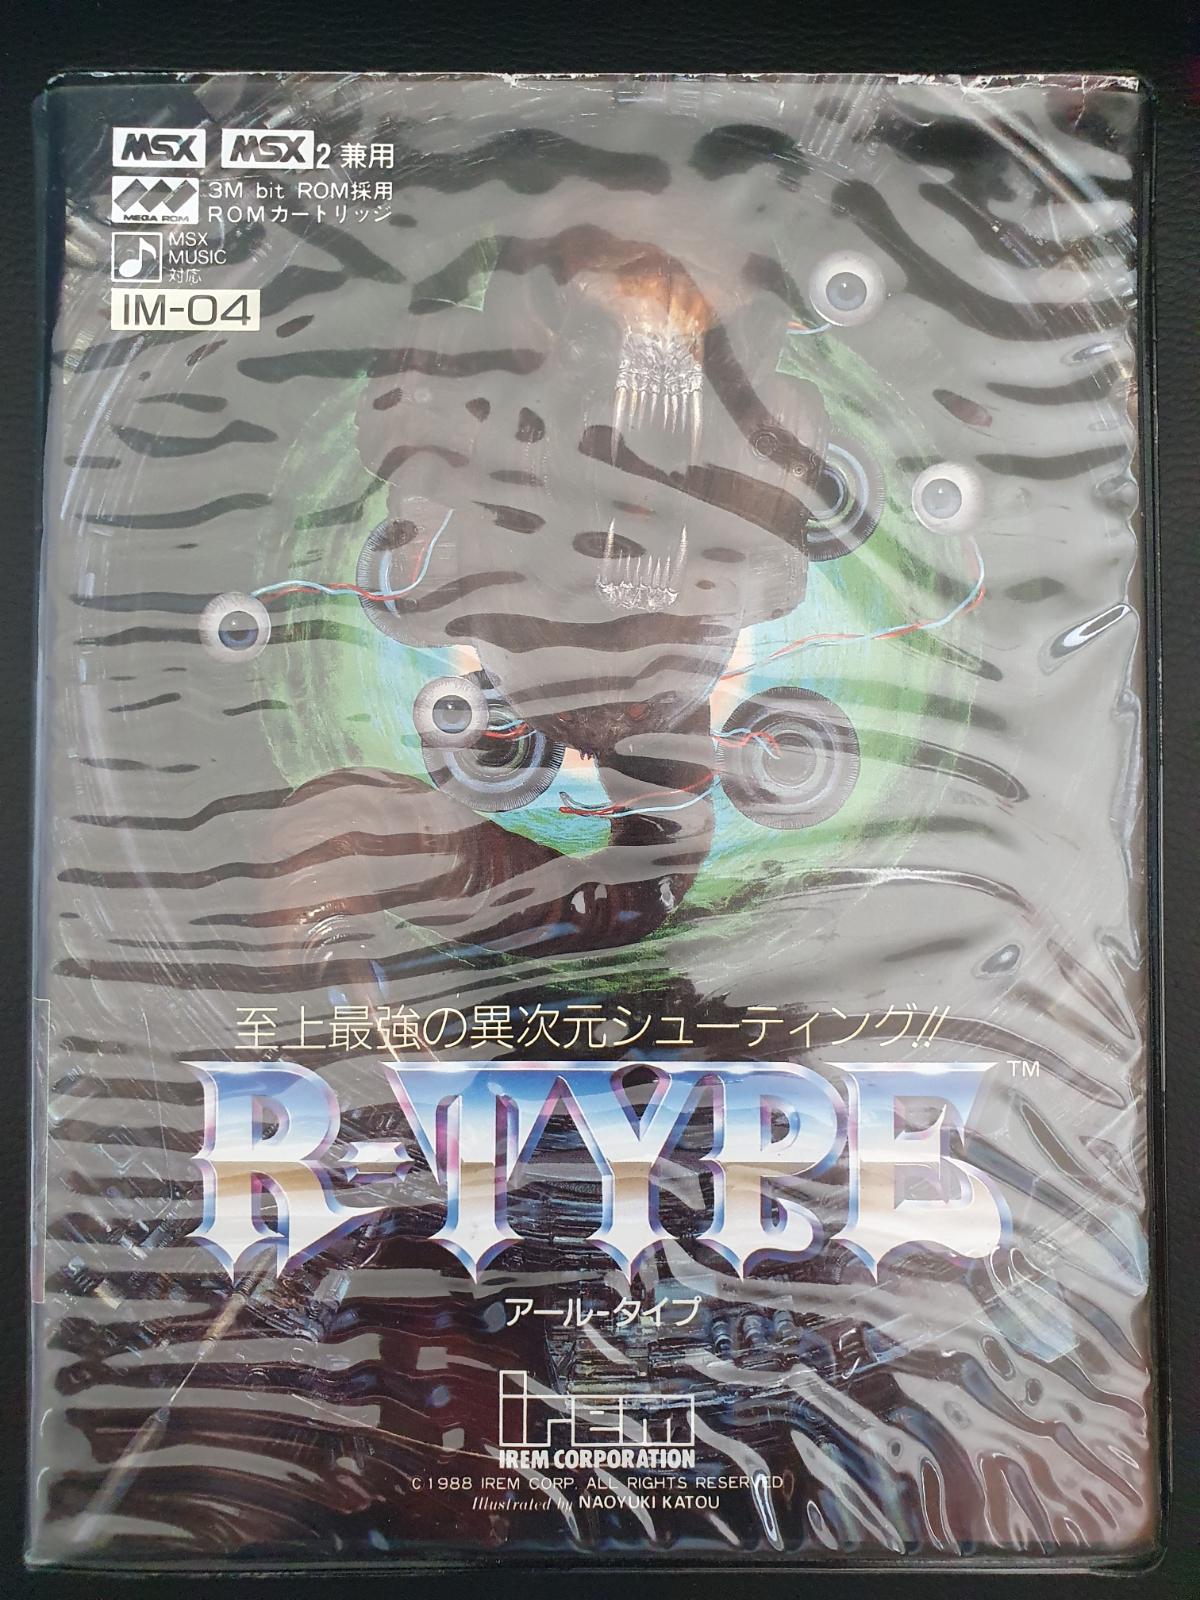 MSX MSX2 兼用
MEGA ROM
3M bit ROM採用
ROMカートリッジ
MSX
MUSIC
対応
IM-04
至上最強の異次元シューティング!!
R-TYPE™
アール-タイプ
irem
IREM CORPORATION
©1988 IREM CORP. ALL RIGHTS RESERVED
Illustrated by NAOYUKI KATOU